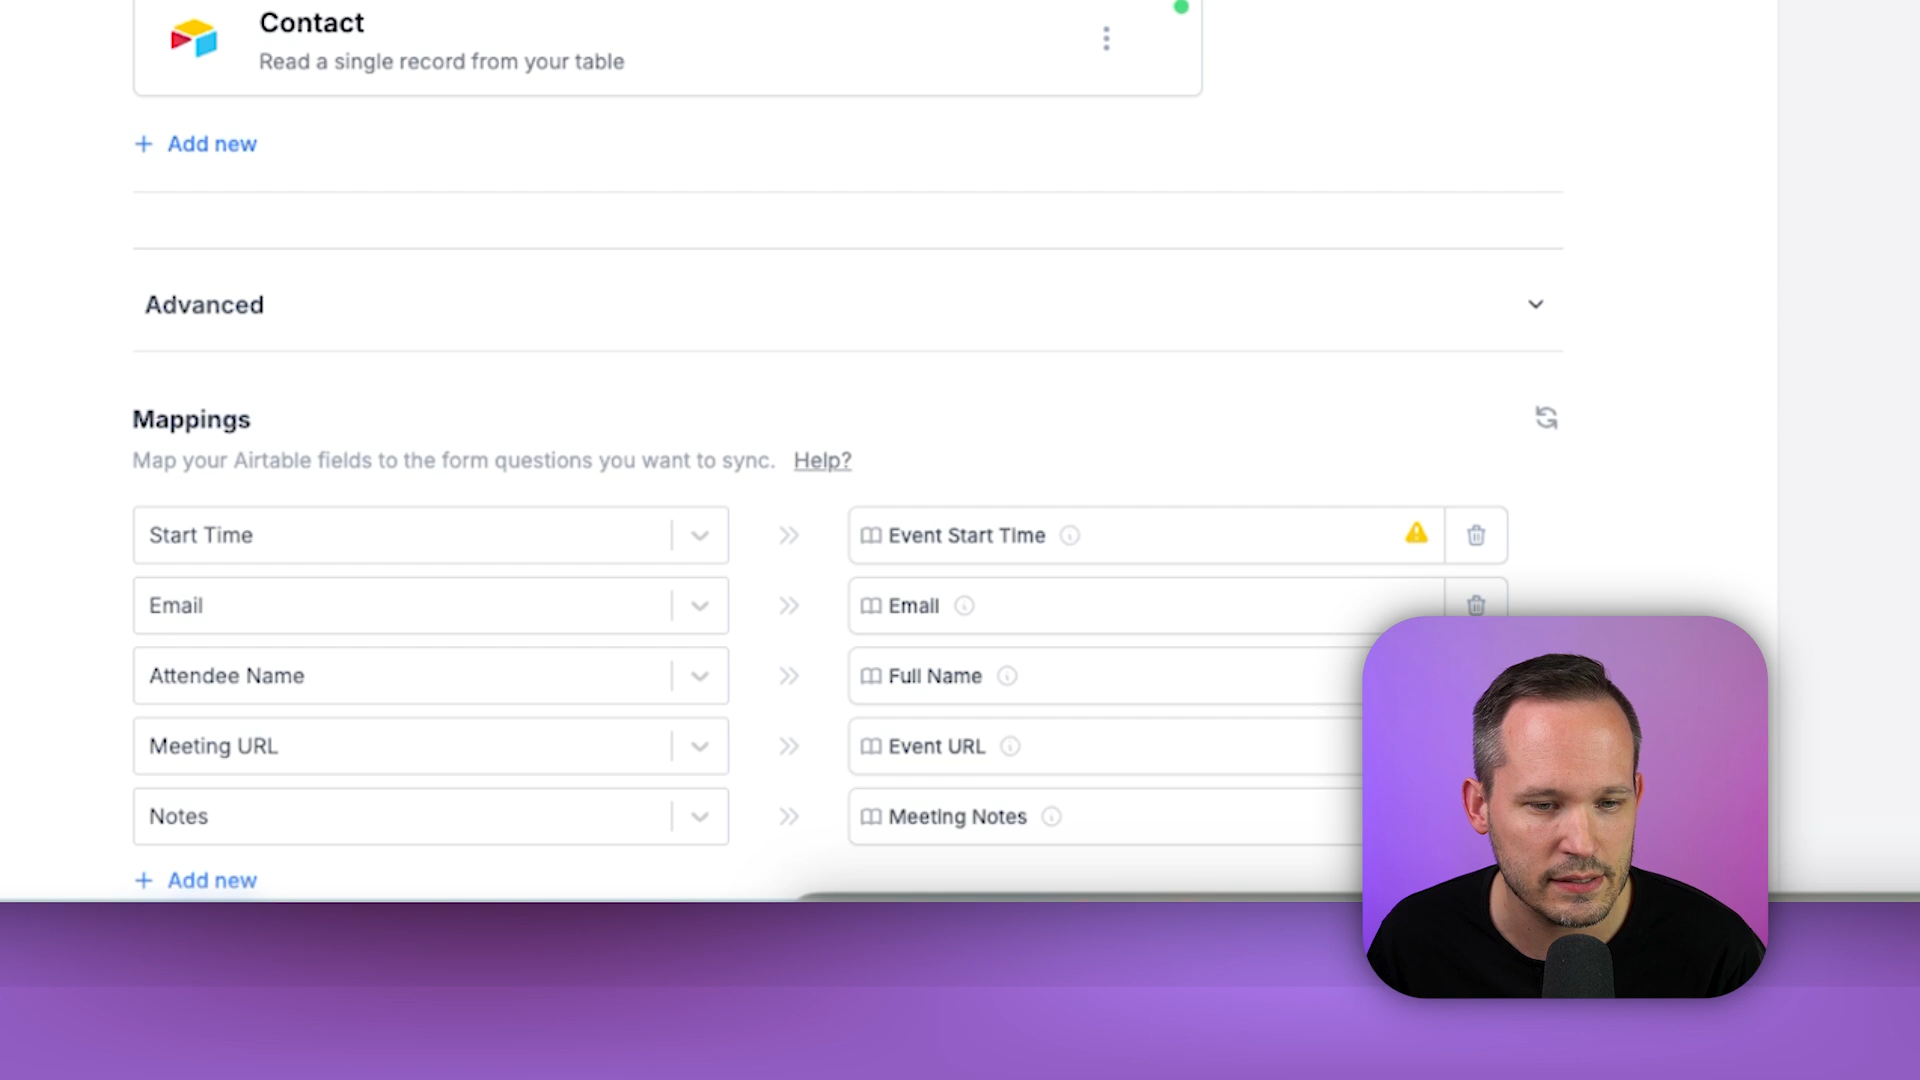 Contact
Read a single record from your table
+ Add new
Advanced
Mappings
Map your Airtable fields to the form questions you want to sync. Help?
Start Time
Event Start Time
Email
Email
Attendee Name
Full Name
Meeting URL
Event URL
Notes
Meeting Notes
+ Add new